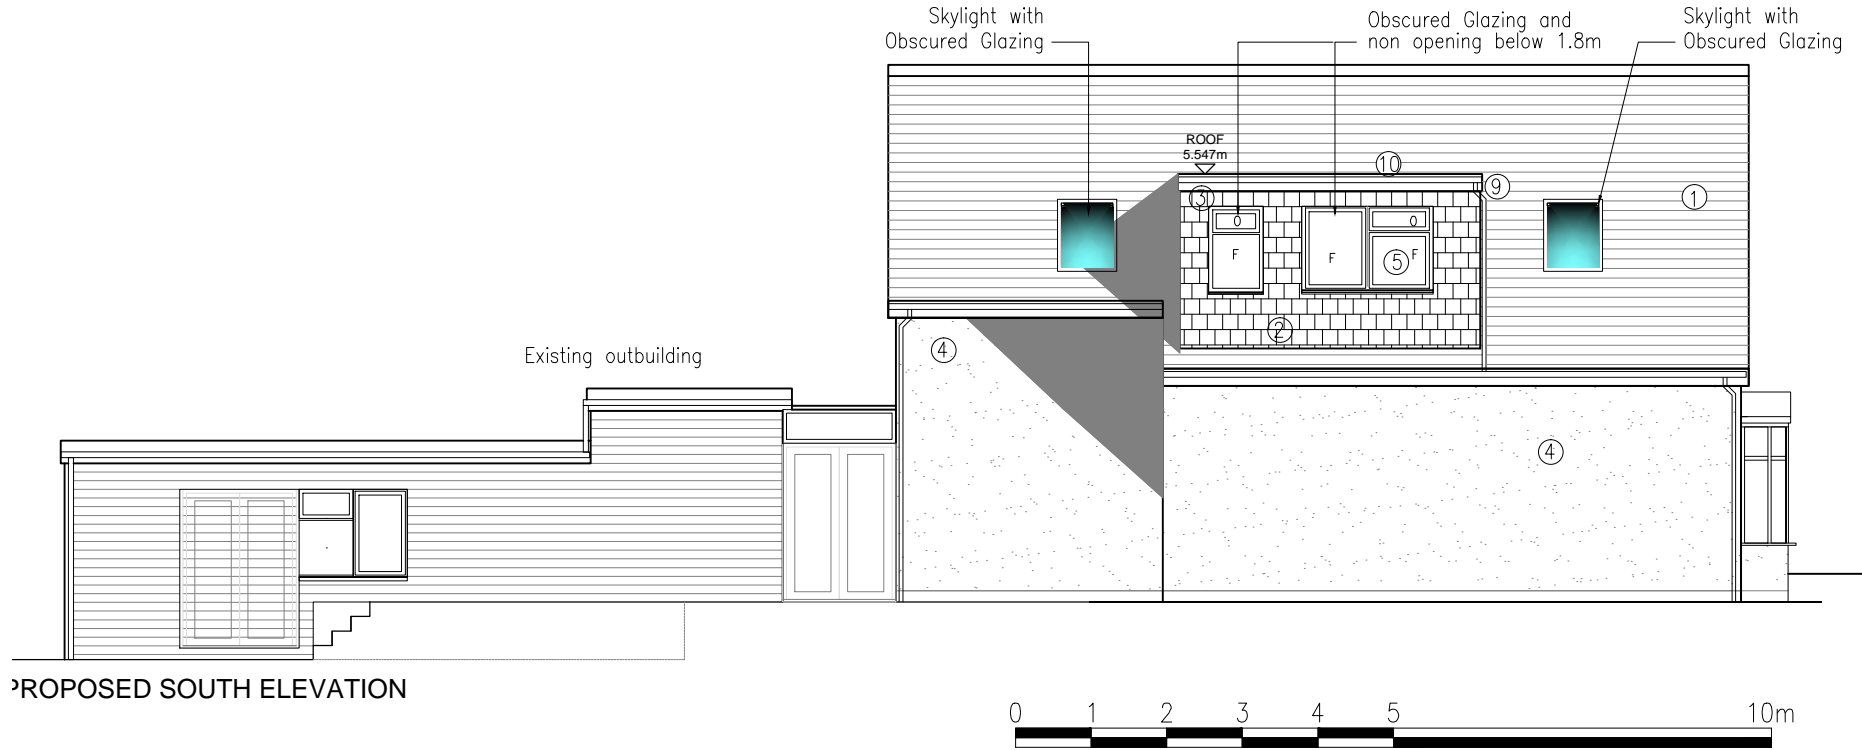 Skylight with
Obscured Glazing
Obscured Glazing and
non opening below 1.8m
Skylight with
Obscured Glazing
ROOF
5.547m
10
9
3
1
0
0
F
F
5
F
2
4
Existing outbuilding
4
PROPOSED SOUTH ELEVATION
0 1 2 3 4 5 10m